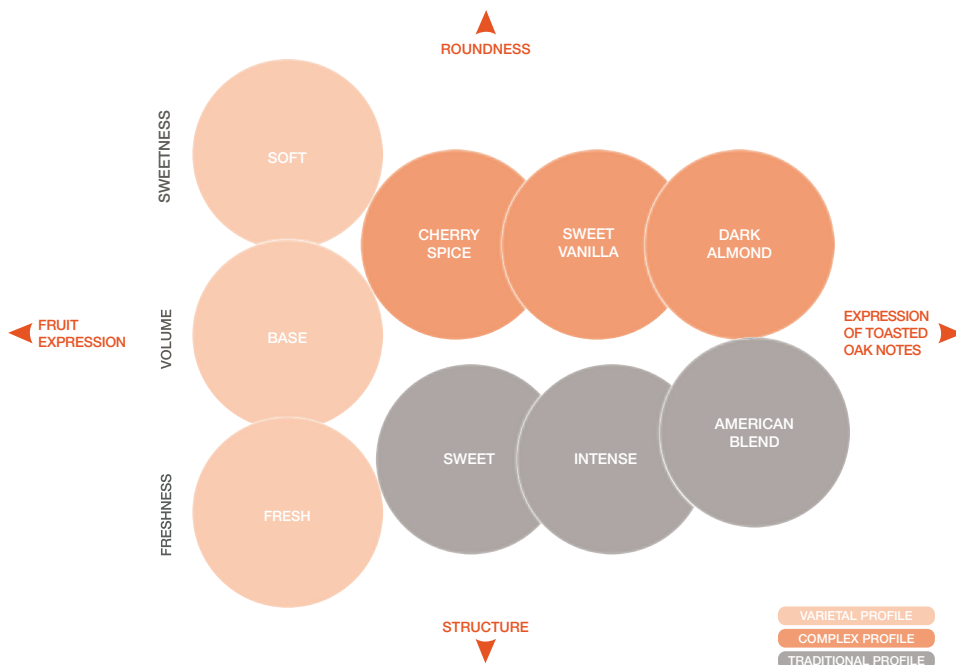 ROUNDNESS
SWEETNESS
SOFT
CHERRY
SPICE
SWEET
VANILLA
DARK
ALMOND
FRUIT
EXPRESSION
VOLUME
BASE
EXPRESSION
OF TOASTED
OAK NOTES
FRESHNESS
FRESH
SWEET
INTENSE
AMERICAN
BLEND
STRUCTURE
VARIETAL PROFILE
COMPLEX PROFILE
TRADITIONAL PROFILE